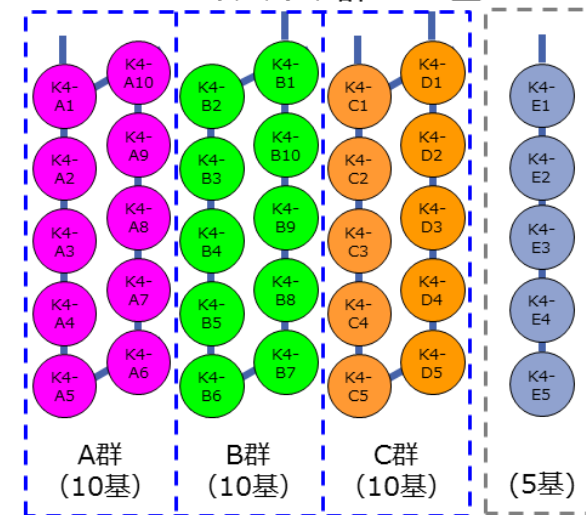 K4-
A1
K4-
A2
K4-
A3
K4-
A4
K4-
A5
K4-
A10
K4-
A9
K4-
A8
K4-
A7
K4-
A6
A群
(10基)
K4-
B2
K4-
B3
K4-
B4
K4-
B5
K4-
B6
K4-
B1
K4-
B10
K4-
B9
K4-
B8
K4-
B7
B群
(10基)
K4-
C1
K4-
C2
K4-
C3
K4-
C4
K4-
C5
K4-
D1
K4-
D2
K4-
D3
K4-
D4
K4-
D5
C群
(10基)
K4-
E1
K4-
E2
K4-
E3
K4-
E4
K4-
E5
(5基)